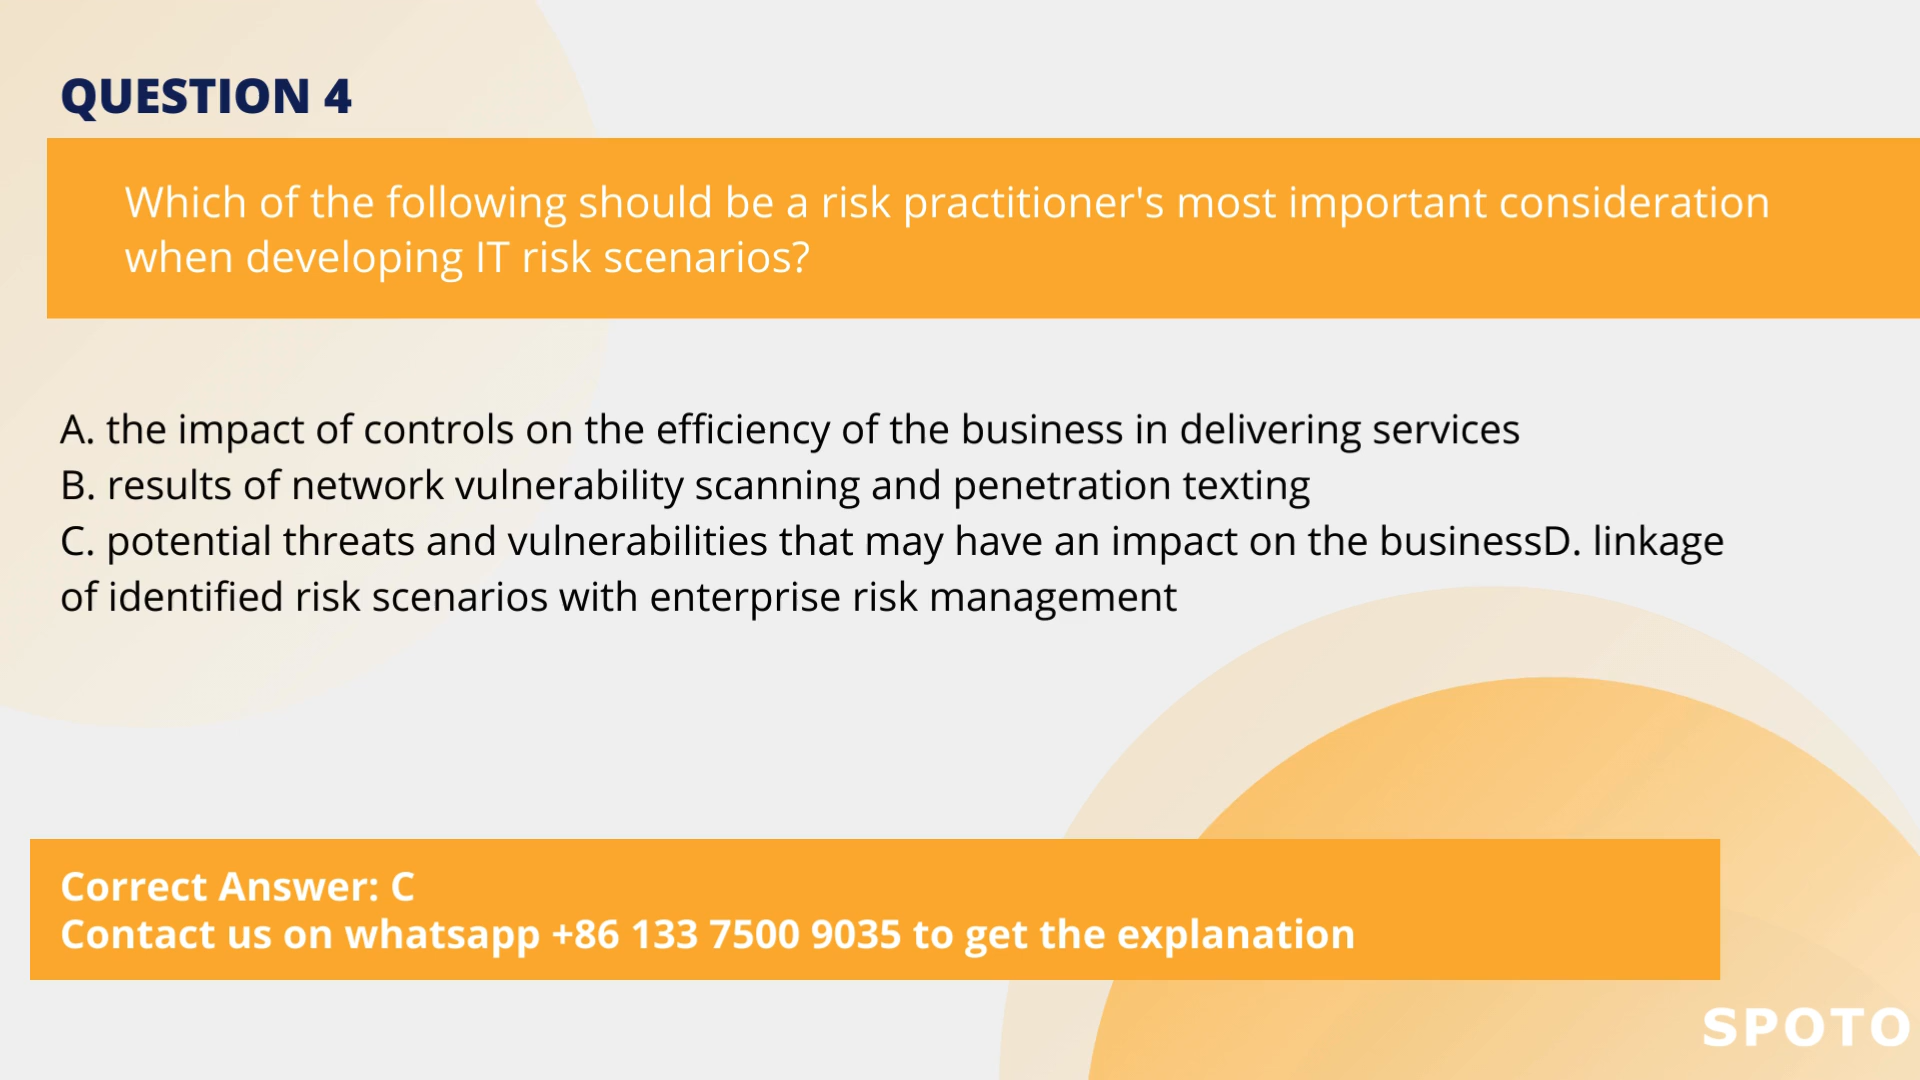 QUESTION 4
Which of the following should be a risk practitioner's most important consideration
when developing IT risk scenarios?
A. the impact of controls on the efficiency of the business in delivering services
B. results of network vulnerability scanning and penetration texting
C. potential threats and vulnerabilities that may have an impact on the businessD. linkage
of identified risk scenarios with enterprise risk management
Correct Answer: C
Contact us on whatsapp +86 133 7500 9035 to get the explanation
SPOTO